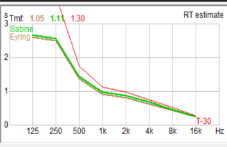 s Tmf: 1.05 1.11 1.30 RT estimate
3
Sabine
Eyring
2
1
T-30
0
125 250 500 1k 2k 4k 8k 16k Hz